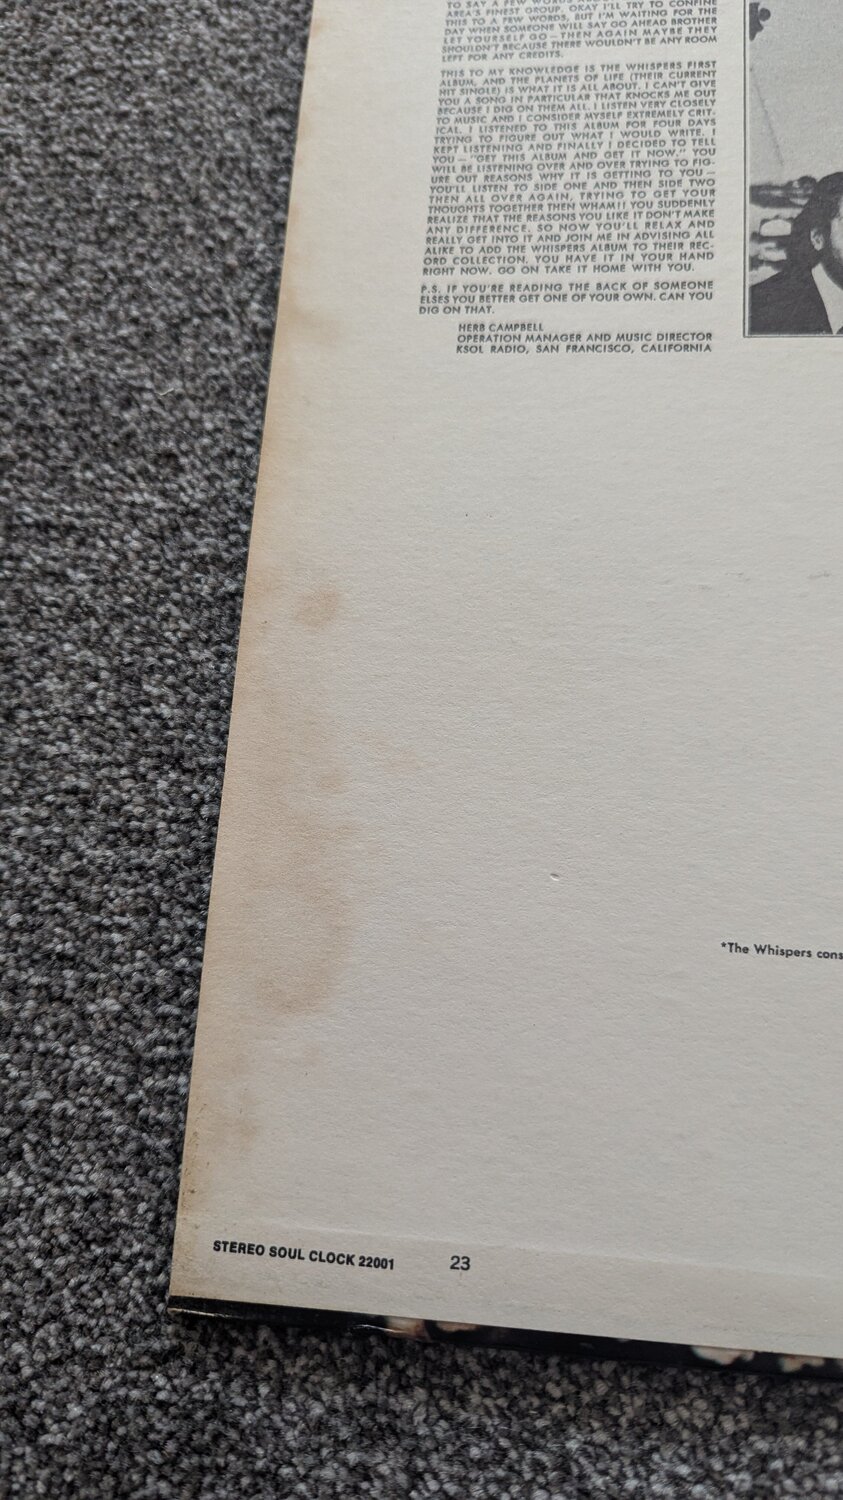 TO SAY A FEW WORDS
AREA'S FINEST GROUP. OKAY I'LL TRY TO CONFINE
THIS TO A FEW WORDS, BUT I'M WAITING FOR THE
DAY WHEN SOMEONE WILL SAY GO AHEAD BROTHER
LET YOURSELF GO — THEN AGAIN MAYBE THEY
SHOULDN'T BECAUSE THERE WOULDN'T BE ANY ROOM
LEFT FOR ANY CREDITS.
THIS TO MY KNOWLEDGE IS THE WHISPERS FIRST
ALBUM, AND THE PLANETS OF LIFE (THEIR CURRENT
HIT SINGLE) IS WHAT IT IS ALL ABOUT. I CAN'T GIVE
YOU A SONG IN PARTICULAR THAT KNOCKS ME OUT
BECAUSE I DIG ON THEM ALL. I LISTEN VERY CLOSELY
TO MUSIC AND I CONSIDER MYSELF EXTREMELY CRIT-
ICAL. I LISTENED TO THIS ALBUM FOR FOUR DAYS
TRYING TO FIGURE OUT WHAT I WOULD WRITE. I
KEPT LISTENING AND FINALLY I DECIDED TO TELL
YOU — "GET THIS ALBUM AND GET IT NOW." YOU
WILL BE LISTENING OVER AND OVER TRYING TO FIG-
URE OUT REASONS WHY IT IS GETTING TO YOU —
YOU'LL LISTEN TO SIDE ONE AND THEN SIDE TWO
THEN ALL OVER AGAIN, TRYING TO GET YOUR
THOUGHTS TOGETHER THEN WHAM!! YOU SUDDENLY
REALIZE THAT THE REASONS YOU LIKE IT DON'T MAKE
ANY DIFFERENCE, SO NOW YOU'LL RELAX AND
REALLY GET INTO IT AND JOIN ME IN ADVISING ALL
ALIKE TO ADD THE WHISPERS ALBUM TO THEIR REC-
ORD COLLECTION. YOU HAVE IT IN YOUR HAND
RIGHT NOW. GO ON TAKE IT HOME WITH YOU.
P.S. IF YOU'RE READING THE BACK OF SOMEONE
ELSES YOU BETTER GET ONE OF YOUR OWN. CAN YOU
DIG ON THAT.
HERB CAMPBELL
OPERATION MANAGER AND MUSIC DIRECTOR
KSOL RADIO, SAN FRANCISCO, CALIFORNIA
*The Whispers cons
STEREO SOUL CLOCK 22001 23